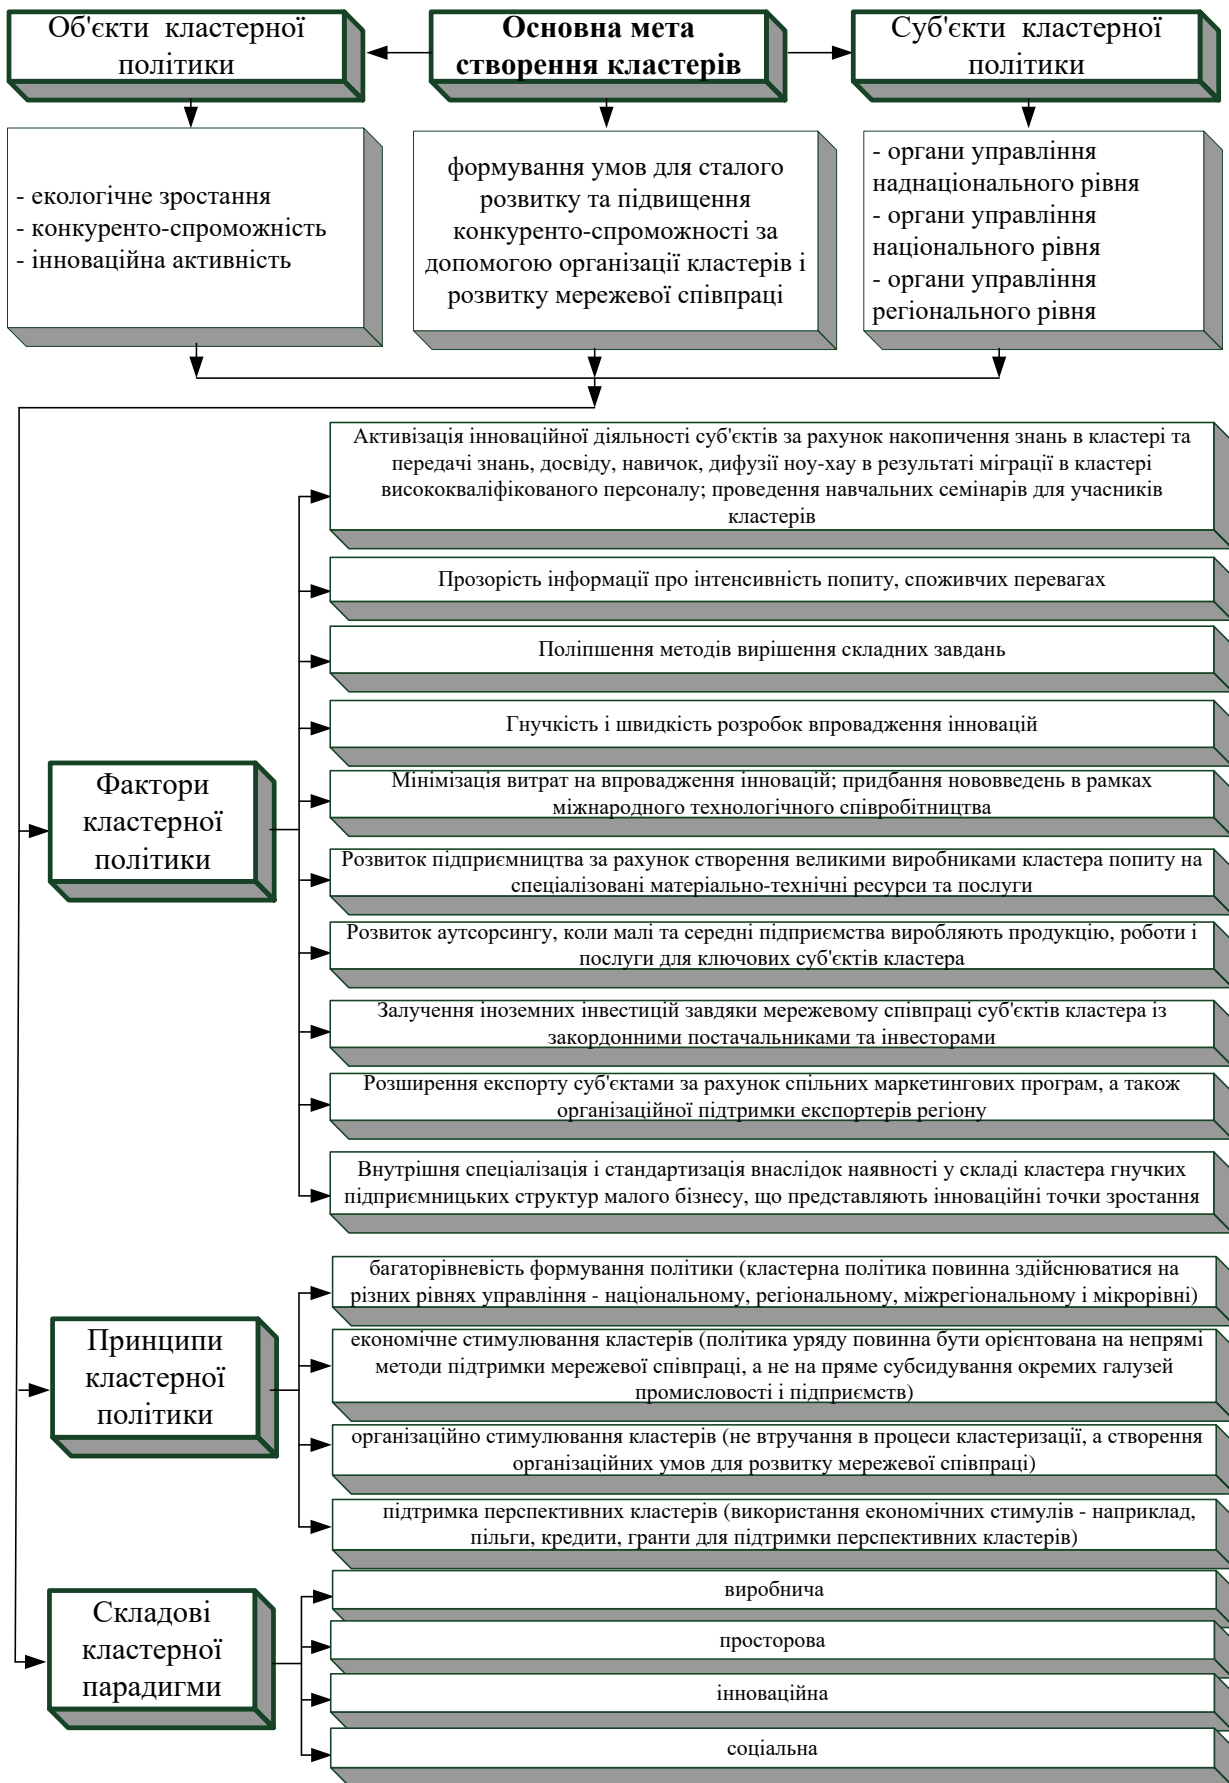 Об'єкти кластерної
політики
Основна мета
створення кластерів
Суб'єкти кластерної
політики
- екологічне зростання
- конкуренто-спроможність
- інноваційна активність
формування умов для сталого
розвитку та підвищення
конкуренто-спроможності за
допомогою організації кластерів і
розвитку мережевої співпраці
- органи управління
наднаціонального рівня
- органи управління
національного рівня
- органи управління
регіонального рівня
Фактори
кластерної
політики
Активізація інноваційної діяльності суб'єктів за рахунок накопичення знань в кластері та
передачі знань, досвіду, навичок, дифузії ноу-хау в результаті міграції в кластері
висококваліфікованого персоналу; проведення навчальних семінарів для учасників
кластерів
Прозорість інформації про інтенсивність попиту, споживчих перевагах
Поліпшення методів вирішення складних завдань
Гнучкість і швидкість розробок впровадження інновацій
Мінімізація витрат на впровадження інновацій; придбання нововведень в рамках
міжнародного технологічного співробітництва
Розвиток підприємництва за рахунок створення великими виробниками кластера попиту на
спеціалізовані матеріально-технічні ресурси та послуги
Розвиток аутсорсингу, коли малі та середні підприємства виробляють продукцію, роботи і
послуги для ключових суб'єктів кластера
Залучення іноземних інвестицій завдяки мережевому співпраці суб'єктів кластера із
закордонними постачальниками та інвесторами
Розширення експорту суб'єктами за рахунок спільних маркетингових програм, а також
організаційної підтримки експортерів регіону
Внутрішня спеціалізація і стандартизація внаслідок наявності у складі кластера гнучких
підприємницьких структур малого бізнесу, що представляють інноваційні точки зростання
Принципи
кластерної
політики
багаторівневість формування політики (кластерна політика повинна здійснюватися на
різних рівнях управління - національному, регіональному, міжрегіональному і мікрорівні)
економічне стимулювання кластерів (політика уряду повинна бути орієнтована на непрямі
методи підтримки мережевої співпраці, а не на пряме субсидування окремих галузей
промисловості і підприємств)
організаційно стимулювання кластерів (не втручання в процеси кластеризації, а створення
організаційних умов для розвитку мережевої співпраці)
підтримка перспективних кластерів (використання економічних стимулів - наприклад,
пільги, кредити, гранти для підтримки перспективних кластерів)
Складові
кластерної
парадигми
виробнича
просторова
інноваційна
соціальна